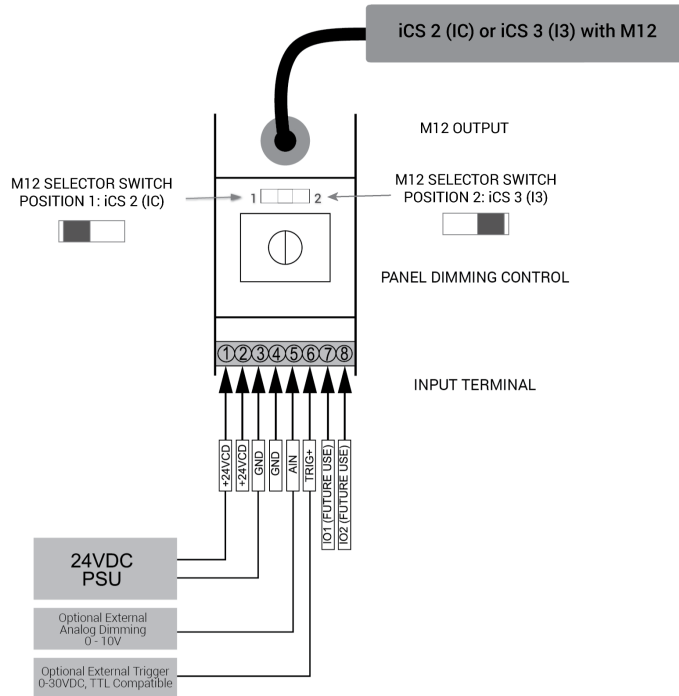 iCS 2 (IC) or iCS 3 (I3) with M12
M12 OUTPUT
M12 SELECTOR SWITCH
POSITION 1: iCS 2 (IC)
1
2
M12 SELECTOR SWITCH
POSITION 2: iCS 3 (I3)
PANEL DIMMING CONTROL
1 2 3 4 5 6 7 8
INPUT TERMINAL
+24VCD
+24VCD
GND
GND
AIN
TRIG+
IO1 (FUTURE USE)
IO2 (FUTURE USE)
24VDC
PSU
Optional External
Analog Dimming
0 - 10V
Optional External Trigger
0-30VDC, TTL Compatible